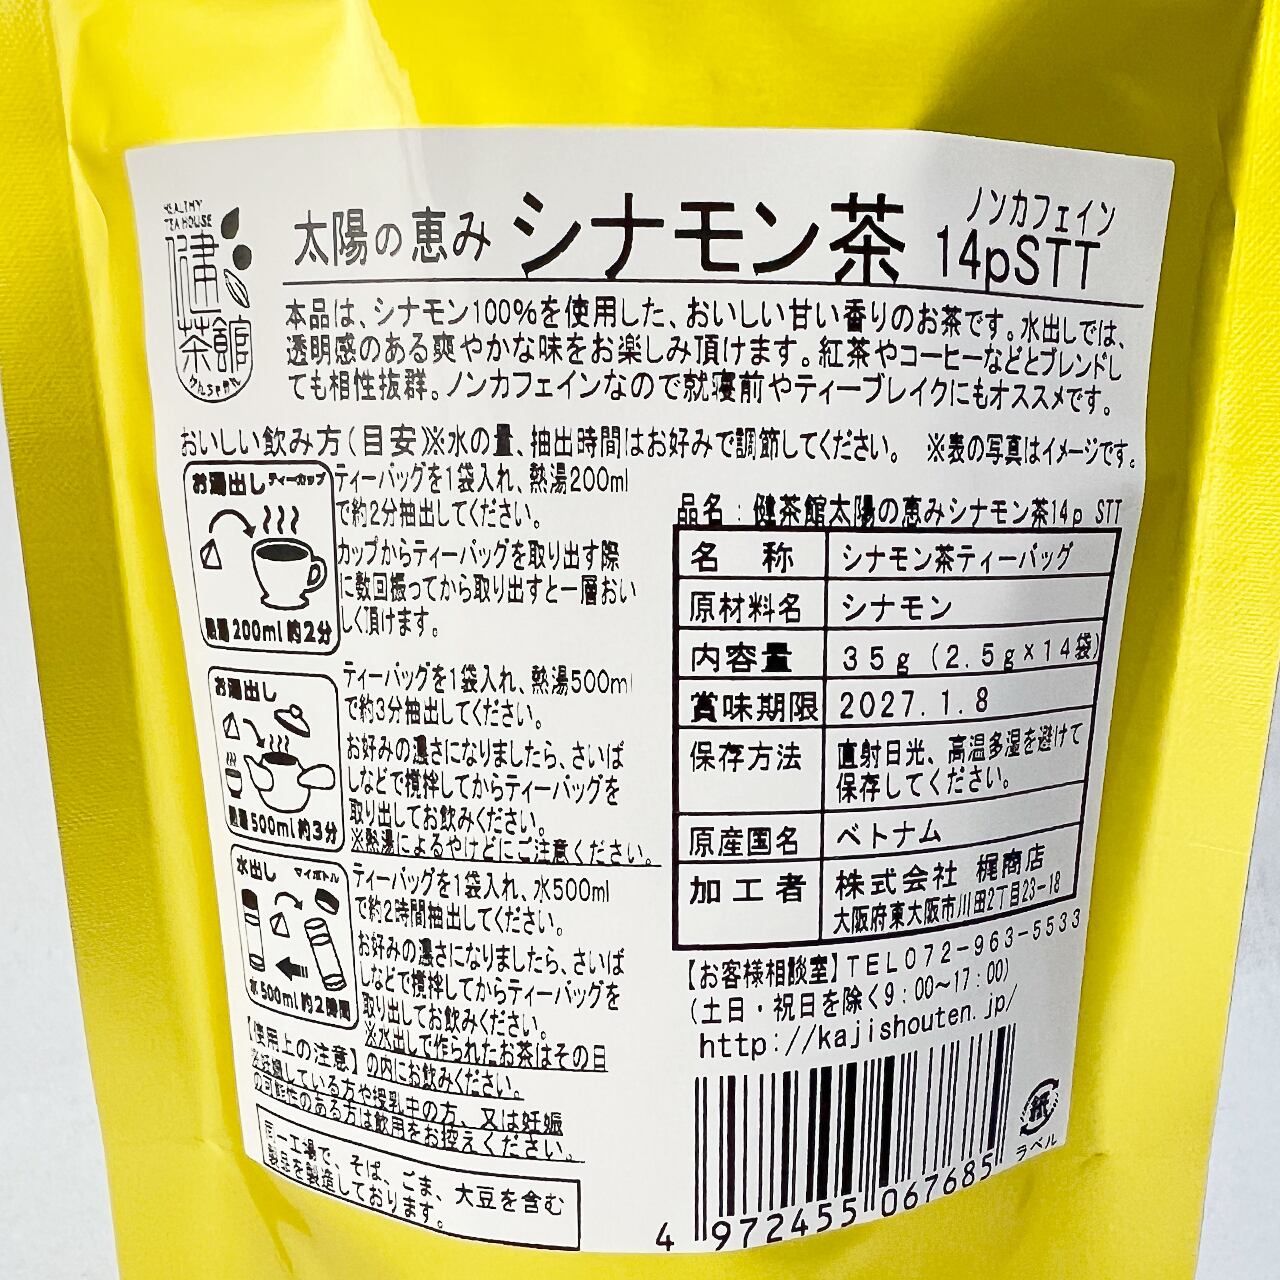 HEALTHY
TEA HOUSE
健茶館
けんちゃかん
太陽の恵み シナモン茶 ノンカフェイン 14pSTT
本品は、シナモン100%を使用した、おいしい甘い香りのお茶です。水出しでは、
透明感のある爽やかな味をお楽しみ頂けます。紅茶やコーヒーなどとブレンドし
ても相性抜群。ノンカフェインなので就寝前やティーブレイクにもオススメです。
おいしい飲み方(目安)※水の量、抽出時間はお好みで調節してください。 ※表の写真はイメージです。
お湯出し ティーカップ
熱湯200ml 約2分
ティーバッグを1袋入れ、熱湯200ml
で約2分抽出してください。
カップからティーバッグを取り出す際
に数回振ってから取り出すと一層おい
しく頂けます。
お湯出し
熱湯500ml 約3分
ティーバッグを1袋入れ、熱湯500ml
で約3分抽出してください。
お好みの濃さになりましたら、さいば
しなどで攪拌してからティーバッグを
取り出してお飲みください。
※熱湯によるやけどにご注意ください。
水出し マイボトル
水500ml 約2時間
ティーバッグを1袋入れ、水500ml
で約2時間抽出してください。
お好みの濃さになりましたら、さいば
しなどで攪拌してからティーバッグを
取り出してお飲みください。
※水出しで作られたお茶はその日
の内にお飲みください。
【使用上の注意】
※妊娠している方や授乳中の方、又は妊娠
の可能性のある方は飲用をお控えください。
同一工場で、そば、ごま、大豆を含む
製品を製造しております。
品名:健茶館太陽の恵みシナモン茶14p STT
名 称 シナモン茶ティーバッグ
原材料名 シナモン
内容量 35g(2.5g×14袋)
賞味期限 2027.1.8
保存方法 直射日光、高温多湿を避けて
保存してください。
原産国名 ベトナム
加工者 株式会社 梶商店
大阪府東大阪市川田2丁目23-18
【お客様相談室】TEL072-963-5533
(土日・祝日を除く9:00~17:00)
http://kajishouten.jp/
紙
ラベル
4 972455 067685